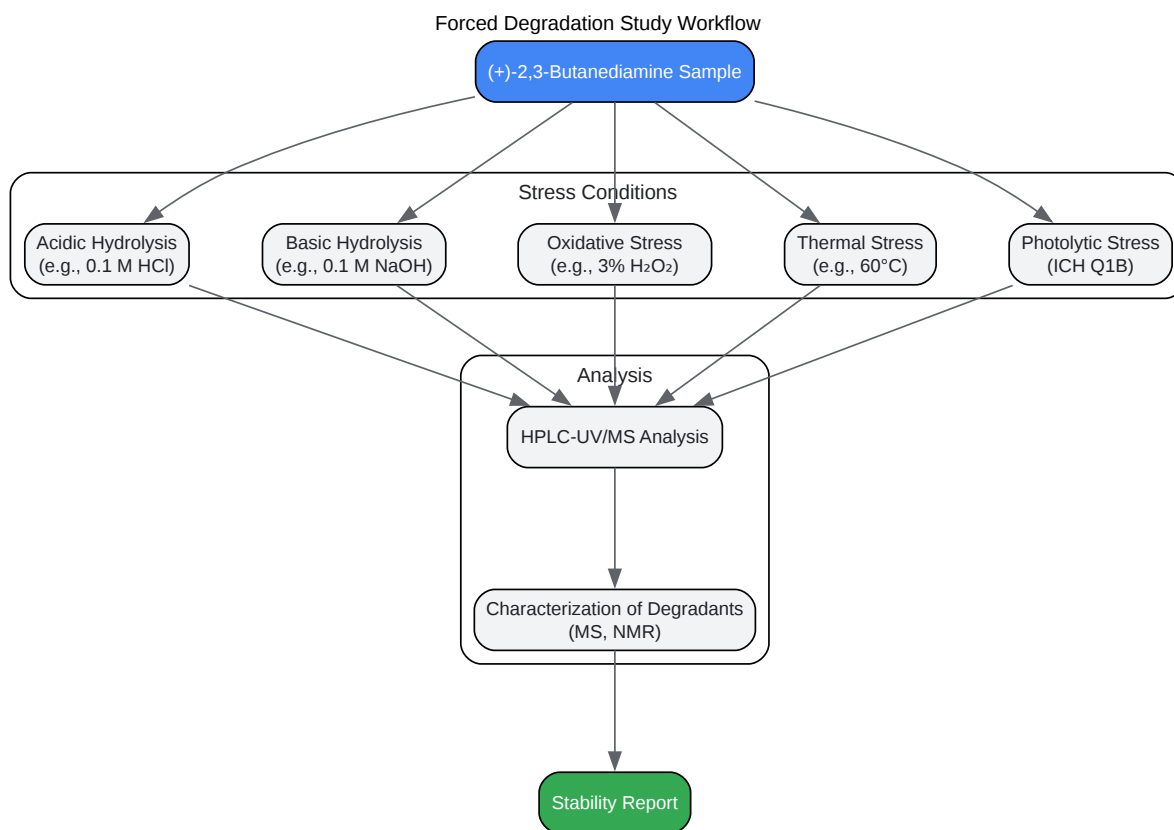 Forced Degradation Study Workflow
(+)-2,3-Butanediamine Sample
Stress Conditions
Acidic Hydrolysis
(e.g., 0.1 M HCl)
Basic Hydrolysis
(e.g., 0.1 M NaOH)
Oxidative Stress
(e.g., 3% H₂O₂)
Thermal Stress
(e.g., 60°C)
Photolytic Stress
(ICH Q1B)
Analysis
HPLC-UV/MS Analysis
Characterization of Degradants
(MS, NMR)
Stability Report